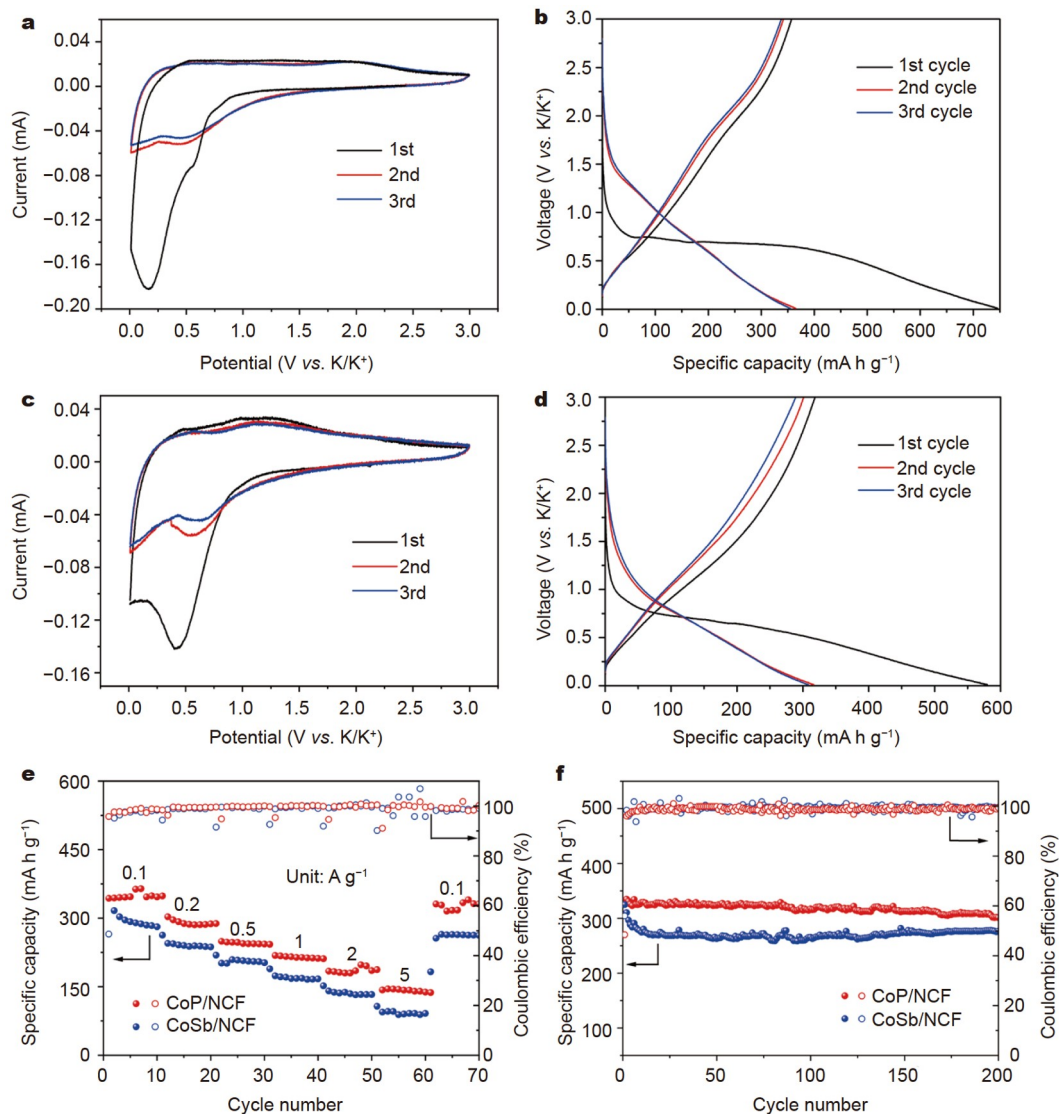 a
0.04
0.00
−0.04
−0.08
−0.12
−0.16
−0.20
Current (mA)
1st
2nd
3rd
0.0 0.5 1.0 1.5 2.0 2.5 3.0
Potential (V vs. K/K⁺)
b
3.0
2.5
2.0
1.5
1.0
0.5
0.0
Voltage (V vs. K/K⁺)
1st cycle
2nd cycle
3rd cycle
0 100 200 300 400 500 600 700
Specific capacity (mA h g⁻¹)
c
0.04
0.00
−0.04
−0.08
−0.12
−0.16
Current (mA)
1st
2nd
3rd
0.0 0.5 1.0 1.5 2.0 2.5 3.0
Potential (V vs. K/K⁺)
d
3.0
2.5
2.0
1.5
1.0
0.5
0.0
Voltage (V vs. K/K⁺)
1st cycle
2nd cycle
3rd cycle
0 100 200 300 400 500 600
Specific capacity (mA h g⁻¹)
e
600
450
300
150
0
Specific capacity (mA h g⁻¹)
Unit: A g⁻¹
0.1
0.2
0.5
1
2
5
0.1
CoP/NCF
CoSb/NCF
100
80
60
40
20
0
Coulombic efficiency (%)
0 10 20 30 40 50 60 70
Cycle number
f
500
400
350
300
250
100
Specific capacity (mA h g⁻¹)
CoP/NCF
CoSb/NCF
100
80
60
40
20
0
Coulombic efficiency (%)
0 50 100 150 200
Cycle number